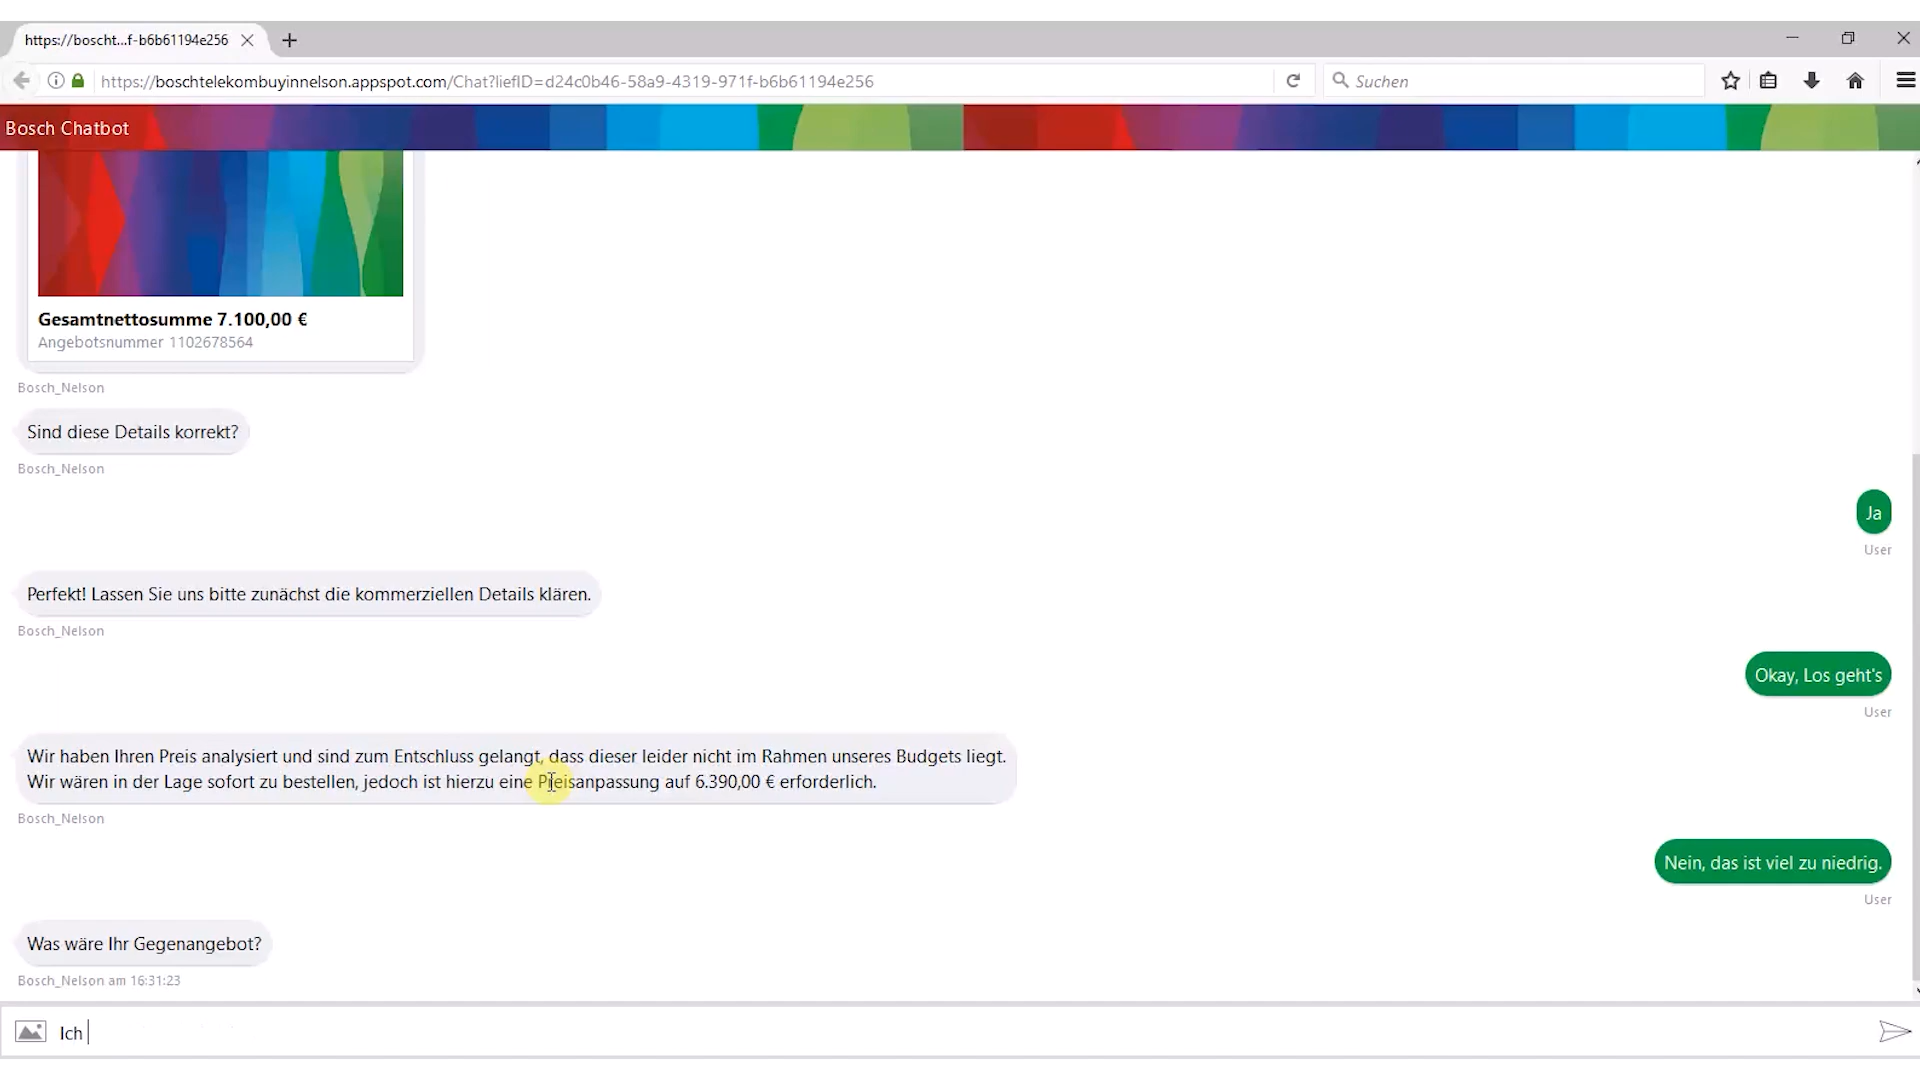 https://boscht...f-b6b61194e256
https://boschtelekombuyinnelson.appspot.com/Chat?liefID=d24c0b46-58a9-4319-971f-b6b61194e256
Suchen
Bosch Chatbot
Gesamtnettosumme 7.100,00 €
Angebotsnummer 1102678564
Bosch_Nelson
Sind diese Details korrekt?
Bosch_Nelson
Ja
User
Perfekt! Lassen Sie uns bitte zunächst die kommerziellen Details klären.
Bosch_Nelson
Okay, Los geht's
User
Wir haben Ihren Preis analysiert und sind zum Entschluss gelangt, dass dieser leider nicht im Rahmen unseres Budgets liegt.
Wir wären in der Lage sofort zu bestellen, jedoch ist hierzu eine Preisanpassung auf 6.390,00 € erforderlich.
Bosch_Nelson
Nein, das ist viel zu niedrig.
User
Was wäre Ihr Gegenangebot?
Bosch_Nelson am 16:31:23
Ich